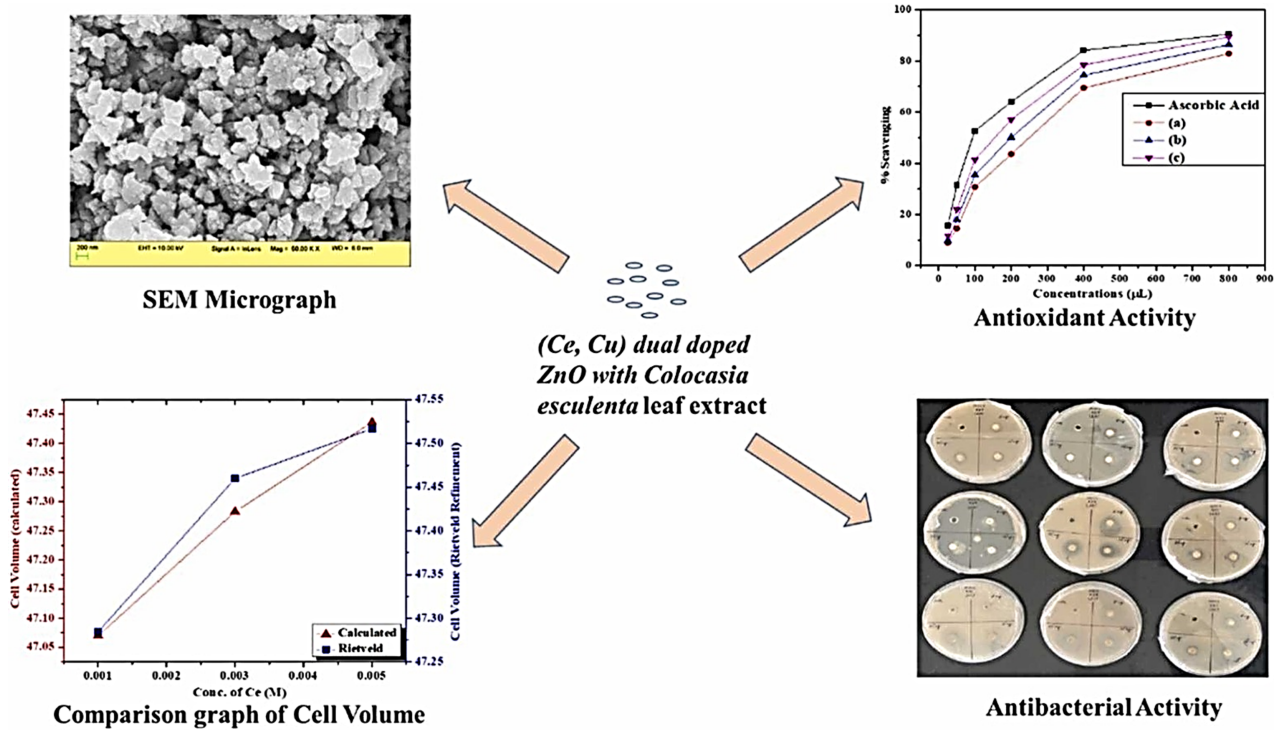 200 nm
EHT = 10.00 kV
Signal A = InLens
Mag = 50.00 K X
SEM Micrograph
100
80
60
40
20
0
% Scavenging
Ascorbic Acid
(a)
(b)
(c)
0 100 200 300 400 500 600 700 800 900
Concentrations (µL)
Antioxidant Activity
(Ce, Cu) dual doped
ZnO with Colocasia
esculenta leaf extract
47.45
47.40
47.35
47.30
47.25
47.20
47.15
47.10
47.05
Cell Volume (calculated)
47.55
47.50
47.45
47.40
47.35
47.30
47.25
Cell Volume (Rietveld Refinement)
Calculated
Rietveld
0.001 0.002 0.003 0.004 0.005
Conc. of Ce (M)
Comparison graph of Cell Volume
Antibacterial Activity